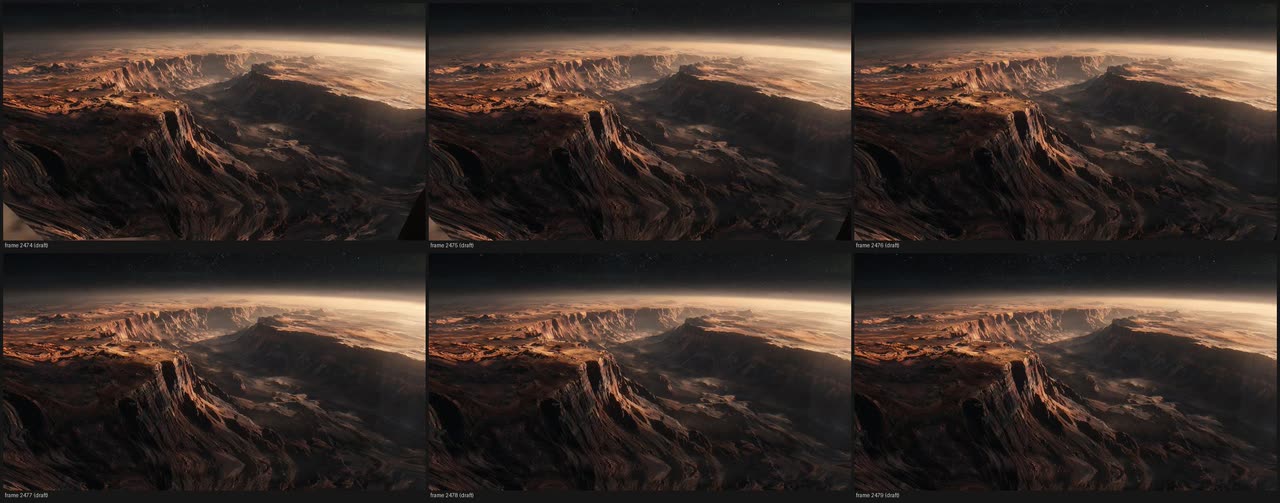 frame 2474 (draft)
frame 2475 (draft)
frame 2476 (draft)
frame 2477 (draft)
frame 2478 (draft)
frame 2479 (draft)